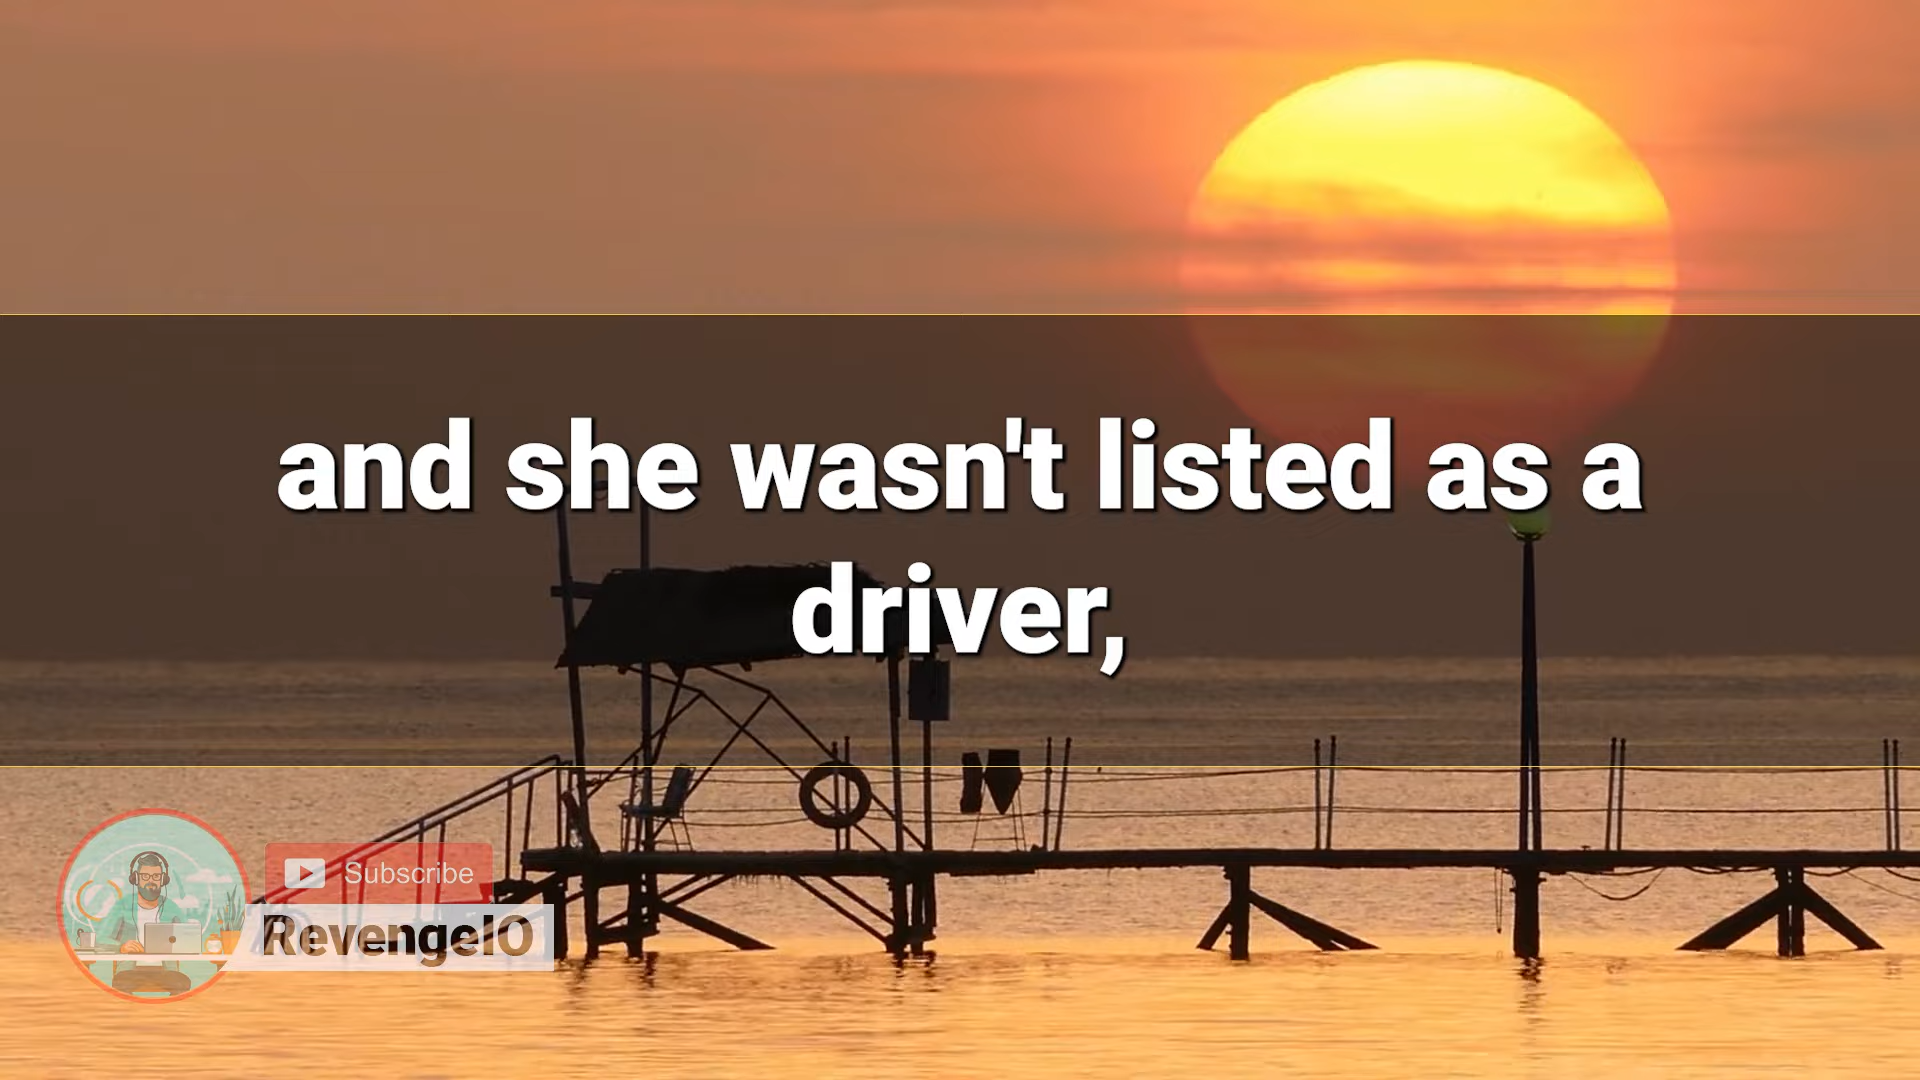 and she wasn't listed as a
driver,
Subscribe
RevengeIO